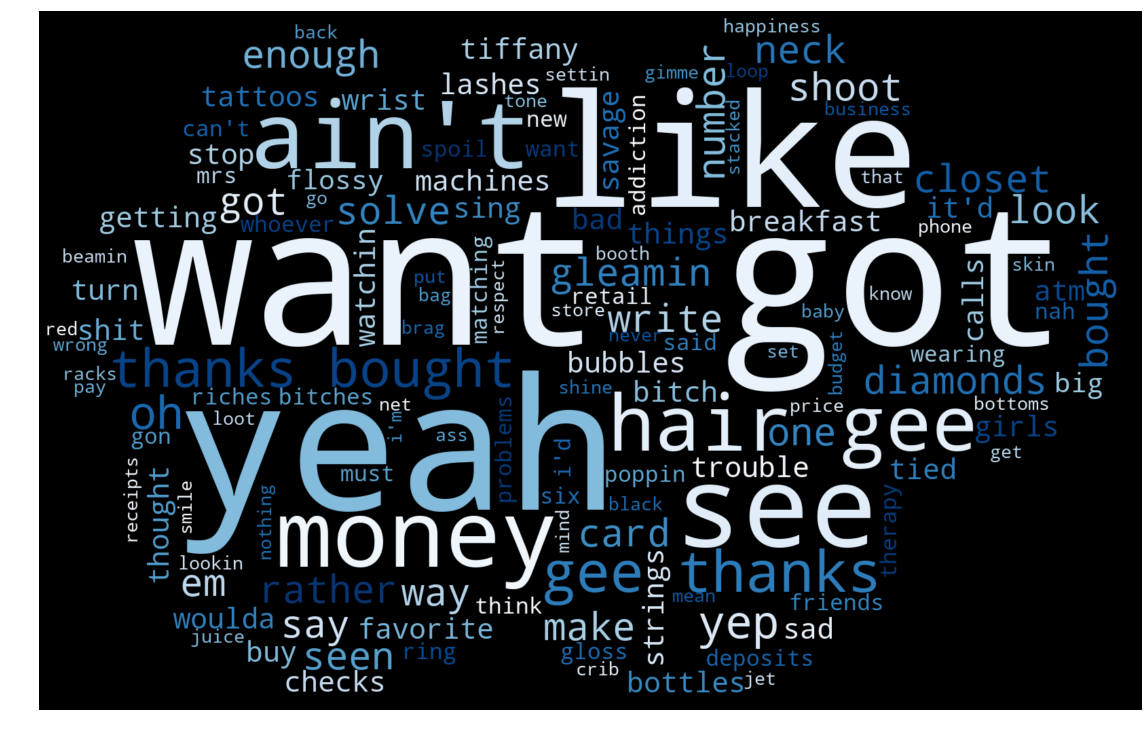 happiness
back
enough
tiffany
neck
settin
gimme
loop
lashes
number
shoot
tattoos
wrist
tone
savage
addiction
stacked
business
can't
ain't
new
like
stop
spoil
want
mrs
flossy
machines
that
closet
go
got
getting
solve
sing
bad
breakfast
it'd
look
whoever
things
phone
want got
beamin
watching
matching
respect
booth
gleamin
calls
skin
bought
turn
put
bag
retail
baby
know
atm
store
write
nah
red
shit
brag
never
said
set
budget
wrong
bubbles
wearing
racks
thanks bought
shine
bitch
diamonds
big
pay
riches
bitches
net
hair
price
bottoms
oh
loot
yeah
i'm
problems
one
gee
girls
gon
ass
get
must
i'd
poppin
trouble
tied
receipts
thought
smile
six
black
see
nothing
money
mind
card
therapy
lookin
em
gee
strings
thanks
rather
way
think
mean
friends
woulda
juice
say
favorite
make
yep
sad
buy
seen
ring
gloss
deposits
crib
checks
bottles
jet